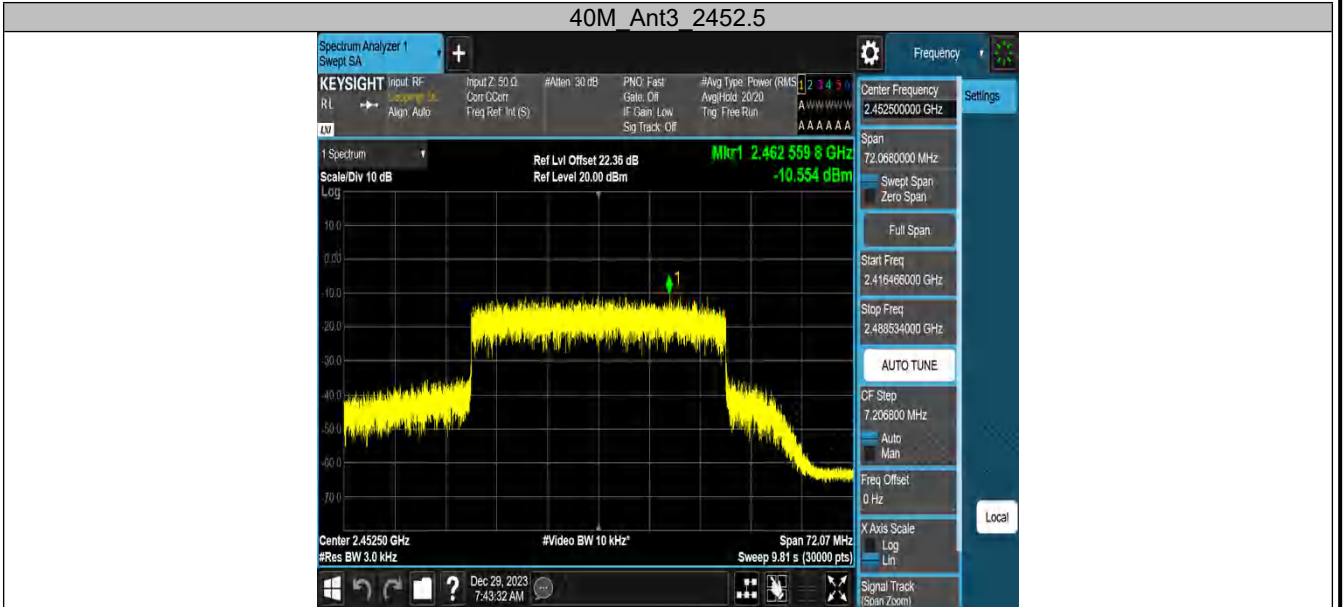 40M_Ant3_2452.5
Spectrum Analyzer 1
Swept SA
+
Frequency
KEYSIGHT
RL
LXI
Input: RF
Align: Auto
Input Z: 50 Ω
Corr CCorr
Freq Ref: Int (S)
#Atten: 30 dB
PNO: Fast
Gate: Off
IF Gain: Low
Sig Track: Off
#Avg Type: Power (RMS
Avg|Hold: 20/20
Trig: Free Run
1 2 3 4 5 6
A W W W W W
A A A A A A
1 Spectrum
Scale/Div 10 dB
Log
Ref Lvl Offset 22.36 dB
Ref Level 20.00 dBm
Mkr1 2.462 559 8 GHz
-10.554 dBm
10.0
0.00
-10.0
-20.0
-30.0
-40.0
-50.0
-60.0
-70.0
1
Center 2.45250 GHz
#Res BW 3.0 kHz
#Video BW 10 kHz*
Span 72.07 MHz
Sweep 9.81 s (30000 pts)
Dec 29, 2023
7:43:32 AM
?
Center Frequency
2.452500000 GHz
Settings
Span
72.0680000 MHz
Swept Span
Zero Span
Full Span
Start Freq
2.416466000 GHz
Stop Freq
2.488534000 GHz
AUTO TUNE
CF Step
7.206800 MHz
Auto
Man
Freq Offset
0 Hz
X Axis Scale
Log
Lin
Local
Signal Track
(Span Zoom)